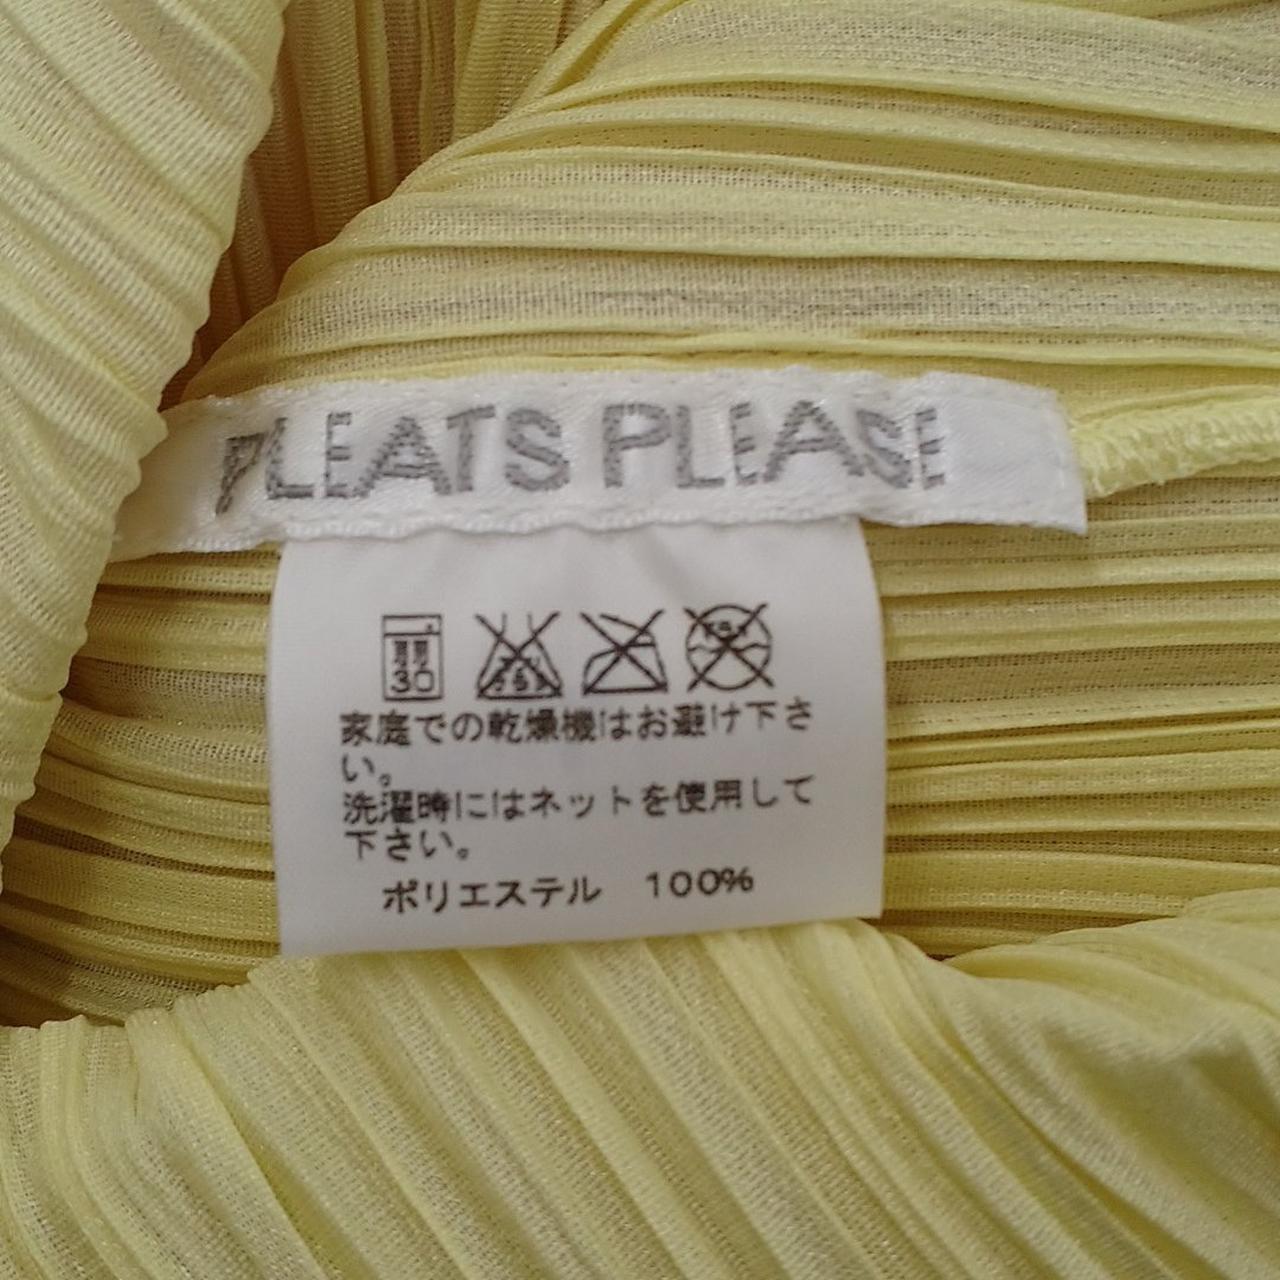 PLEATS PLEASE
30
家庭での乾燥機はお避け下さ
い。
洗濯時にはネットを使用して
下さい。
ポリエステル 100%